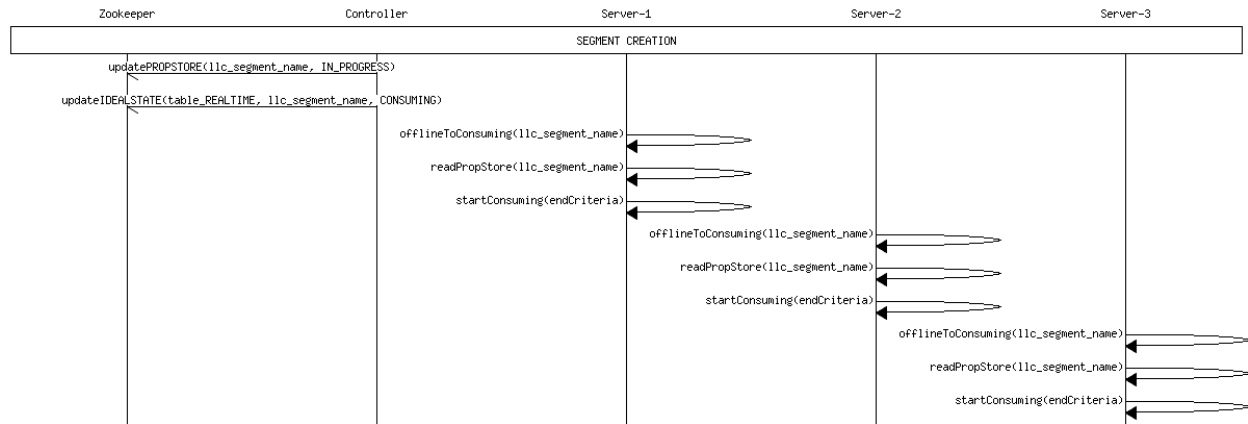 Zookeeper Controller Server-1 Server-2 Server-3
SEGMENT CREATION
updatePROPSTORE(llc_segment_name, IN_PROGRESS)
updateIDEALSTATE(table_REALTIME, llc_segment_name, CONSUMING)
offlineToConsuming(llc_segment_name)
readPropStore(llc_segment_name)
startConsuming(endCriteria)
offlineToConsuming(llc_segment_name)
readPropStore(llc_segment_name)
startConsuming(endCriteria)
offlineToConsuming(llc_segment_name)
readPropStore(llc_segment_name)
startConsuming(endCriteria)